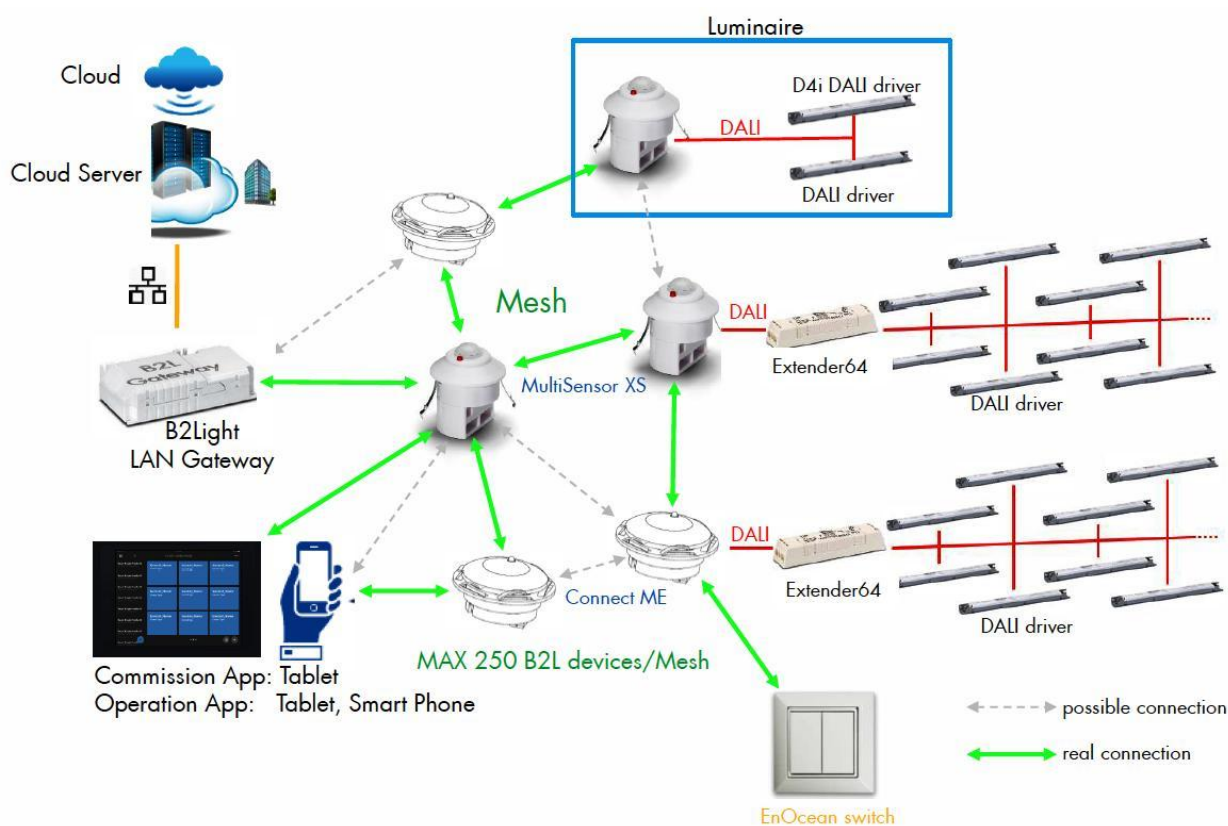 Luminaire
Cloud
D4i DALI driver
DALI
Cloud Server
DALI driver
Mesh
DALI
B2L
Gateway
MultiSensor XS
Extender64
DALI driver
B2Light
LAN Gateway
DALI
Extender64
Connect ME
DALI driver
MAX 250 B2L devices/Mesh
Commission App: Tablet
Operation App: Tablet, Smart Phone
possible connection
real connection
EnOcean switch